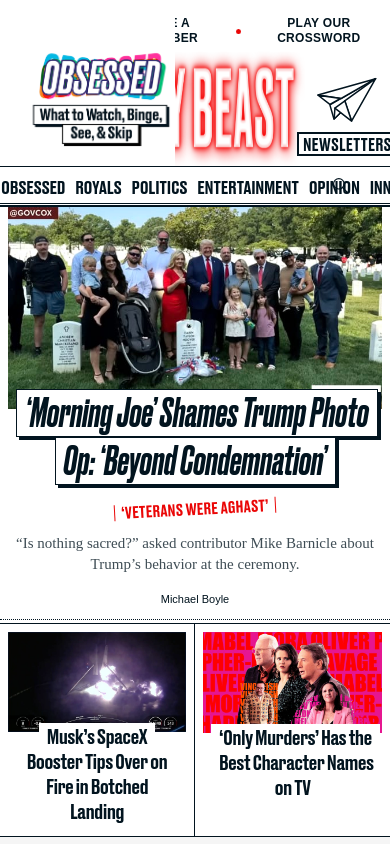 E A
BER
PLAY OUR
CROSSWORD
OBSESSED
What to Watch, Binge,
See, & Skip
Y BEAST
NEWSLETTERS
OBSESSED ROYALS POLITICS ENTERTAINMENT OPINION INN
@GOVCOX
‘Morning Joe’ Shames Trump Photo
Op: ‘Beyond Condemnation’
‘VETERANS WERE AGHAST’
“Is nothing sacred?” asked contributor Mike Barnicle about
Trump’s behavior at the ceremony.
Michael Boyle
Musk’s SpaceX
Booster Tips Over on
Fire in Botched
Landing
‘Only Murders’ Has the
Best Character Names
on TV